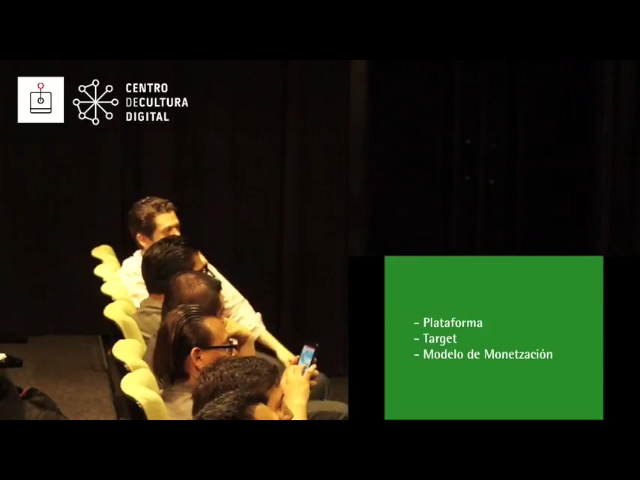 CENTRO
DECULTURA
DIGITAL
- Plataforma
- Target
- Modelo de Monetzación